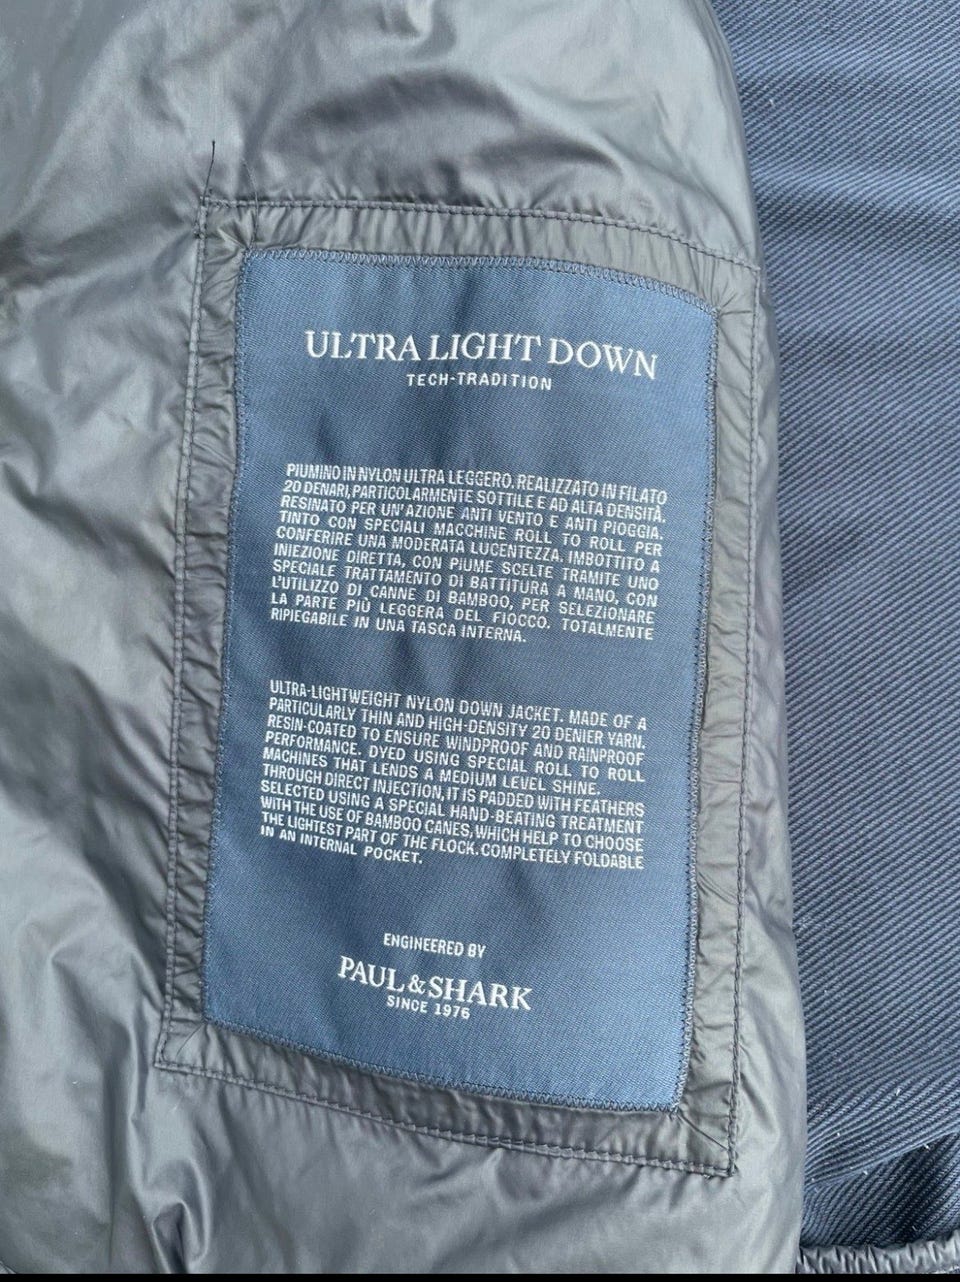 ULTRA LIGHT DOWN
TECH-TRADITION
PIUMINO IN NYLON ULTRA LEGGERO. REALIZZATO IN FILATO
20 DENARI, PARTICOLARMENTE SOTTILE E AD ALTA DENSITÀ.
RESINATO PER UN'AZIONE ANTI VENTO E ANTI PIOGGIA.
TINTO CON SPECIALI MACCHINE ROLL TO ROLL PER
CONFERIRE UNA MODERATA LUCENTEZZA. IMBOTTITO A
INIEZIONE DIRETTA, CON PIUME SCELTE TRAMITE UNO
SPECIALE TRATTAMENTO DI BATTITURA A MANO, CON
L'UTILIZZO DI CANNE DI BAMBOO, PER SELEZIONARE
LA PARTE PIÙ LEGGERA DEL FIOCCO. TOTALMENTE
RIPIEGABILE IN UNA TASCA INTERNA.
ULTRA-LIGHTWEIGHT NYLON DOWN JACKET. MADE OF A
PARTICULARLY THIN AND HIGH-DENSITY 20 DENIER YARN.
RESIN-COATED TO ENSURE WINDPROOF AND RAINPROOF
PERFORMANCE. DYED USING SPECIAL ROLL TO ROLL
MACHINES THAT LENDS A MEDIUM LEVEL SHINE.
THROUGH DIRECT INJECTION, IT IS PADDED WITH FEATHERS
SELECTED USING A SPECIAL HAND-BEATING TREATMENT
WITH THE USE OF BAMBOO CANES, WHICH HELP TO CHOOSE
THE LIGHTEST PART OF THE FLOCK. COMPLETELY FOLDABLE
IN AN INTERNAL POCKET.
ENGINEERED BY
PAUL & SHARK
SINCE 1976